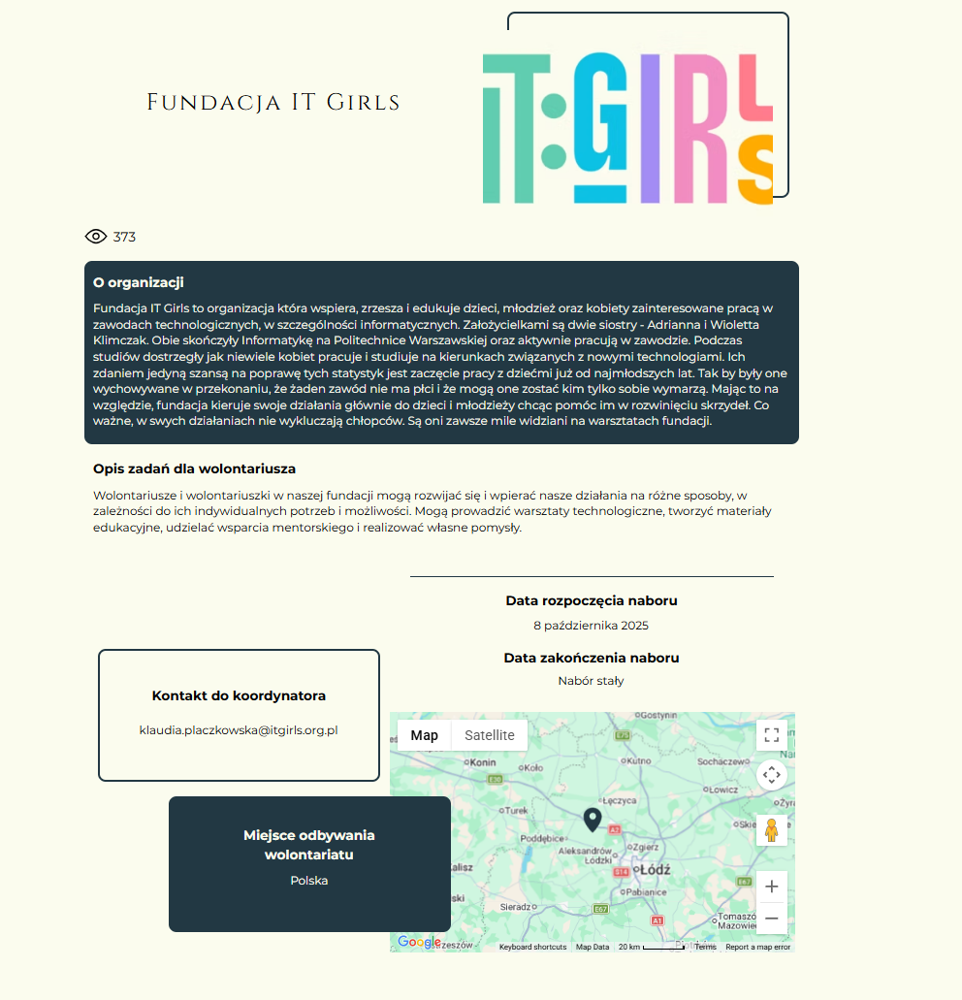 Fundacja IT Girls
IT:GIRLS
373
O organizacji
Fundacja IT Girls to organizacja która wspiera, zrzesza i edukuje dzieci, młodzież oraz kobiety zainteresowane pracą w
zawodach technologicznych, w szczególności informatycznych. Założycielkami są dwie siostry - Adrianna i Wioletta
Klimczak. Obie skończyły Informatykę na Politechnice Warszawskiej oraz aktywnie pracują w zawodzie. Podczas
studiów dostrzegły jak niewiele kobiet pracuje i studiuje na kierunkach związanych z nowymi technologiami. Ich
zdaniem jedyną szansą na poprawę tych statystyk jest zaczęcie pracy z dziećmi już od najmłodszych lat. Tak by były one
wychowywane w przekonaniu, że żaden zawód nie ma płci i że mogą one zostać kim tylko sobie wymarzą. Mając to na
względzie, fundacja kieruje swoje działania głównie do dzieci i młodzieży chcąc pomóc im w rozwinięciu skrzydeł. Co
ważne, w swych działaniach nie wykluczają chłopców. Są oni zawsze mile widziani na warsztatach fundacji.
Opis zadań dla wolontariusza
Wolontariusze i wolontariuszki w naszej fundacji mogą rozwijać się i wpierać nasze działania na różne sposoby, w
zależności do ich indywidualnych potrzeb i możliwości. Mogą prowadzić warsztaty technologiczne, tworzyć materiały
edukacyjne, udzielać wsparcia mentorskiego i realizować własne pomysły.
Data rozpoczęcia naboru
8 października 2025
Data zakończenia naboru
Nabór stały
Kontakt do koordynatora
klaudia.placzkowska@itgirls.org.pl
Miejsce odbywania
wolontariatu
Polska
Map Satellite
Gostynin
E75
Konin
Koło
Kutno
Sochaczew
E30
Łowicz
Turek
Łęczyca
A2
Poddębice
Aleksandrów
Łódzki
Zgierz
S14
Łódź
Pabianice
E67
Sieradz
E67
A1
Google
Keyboard shortcuts Map Data 20 km Terms Report a map error